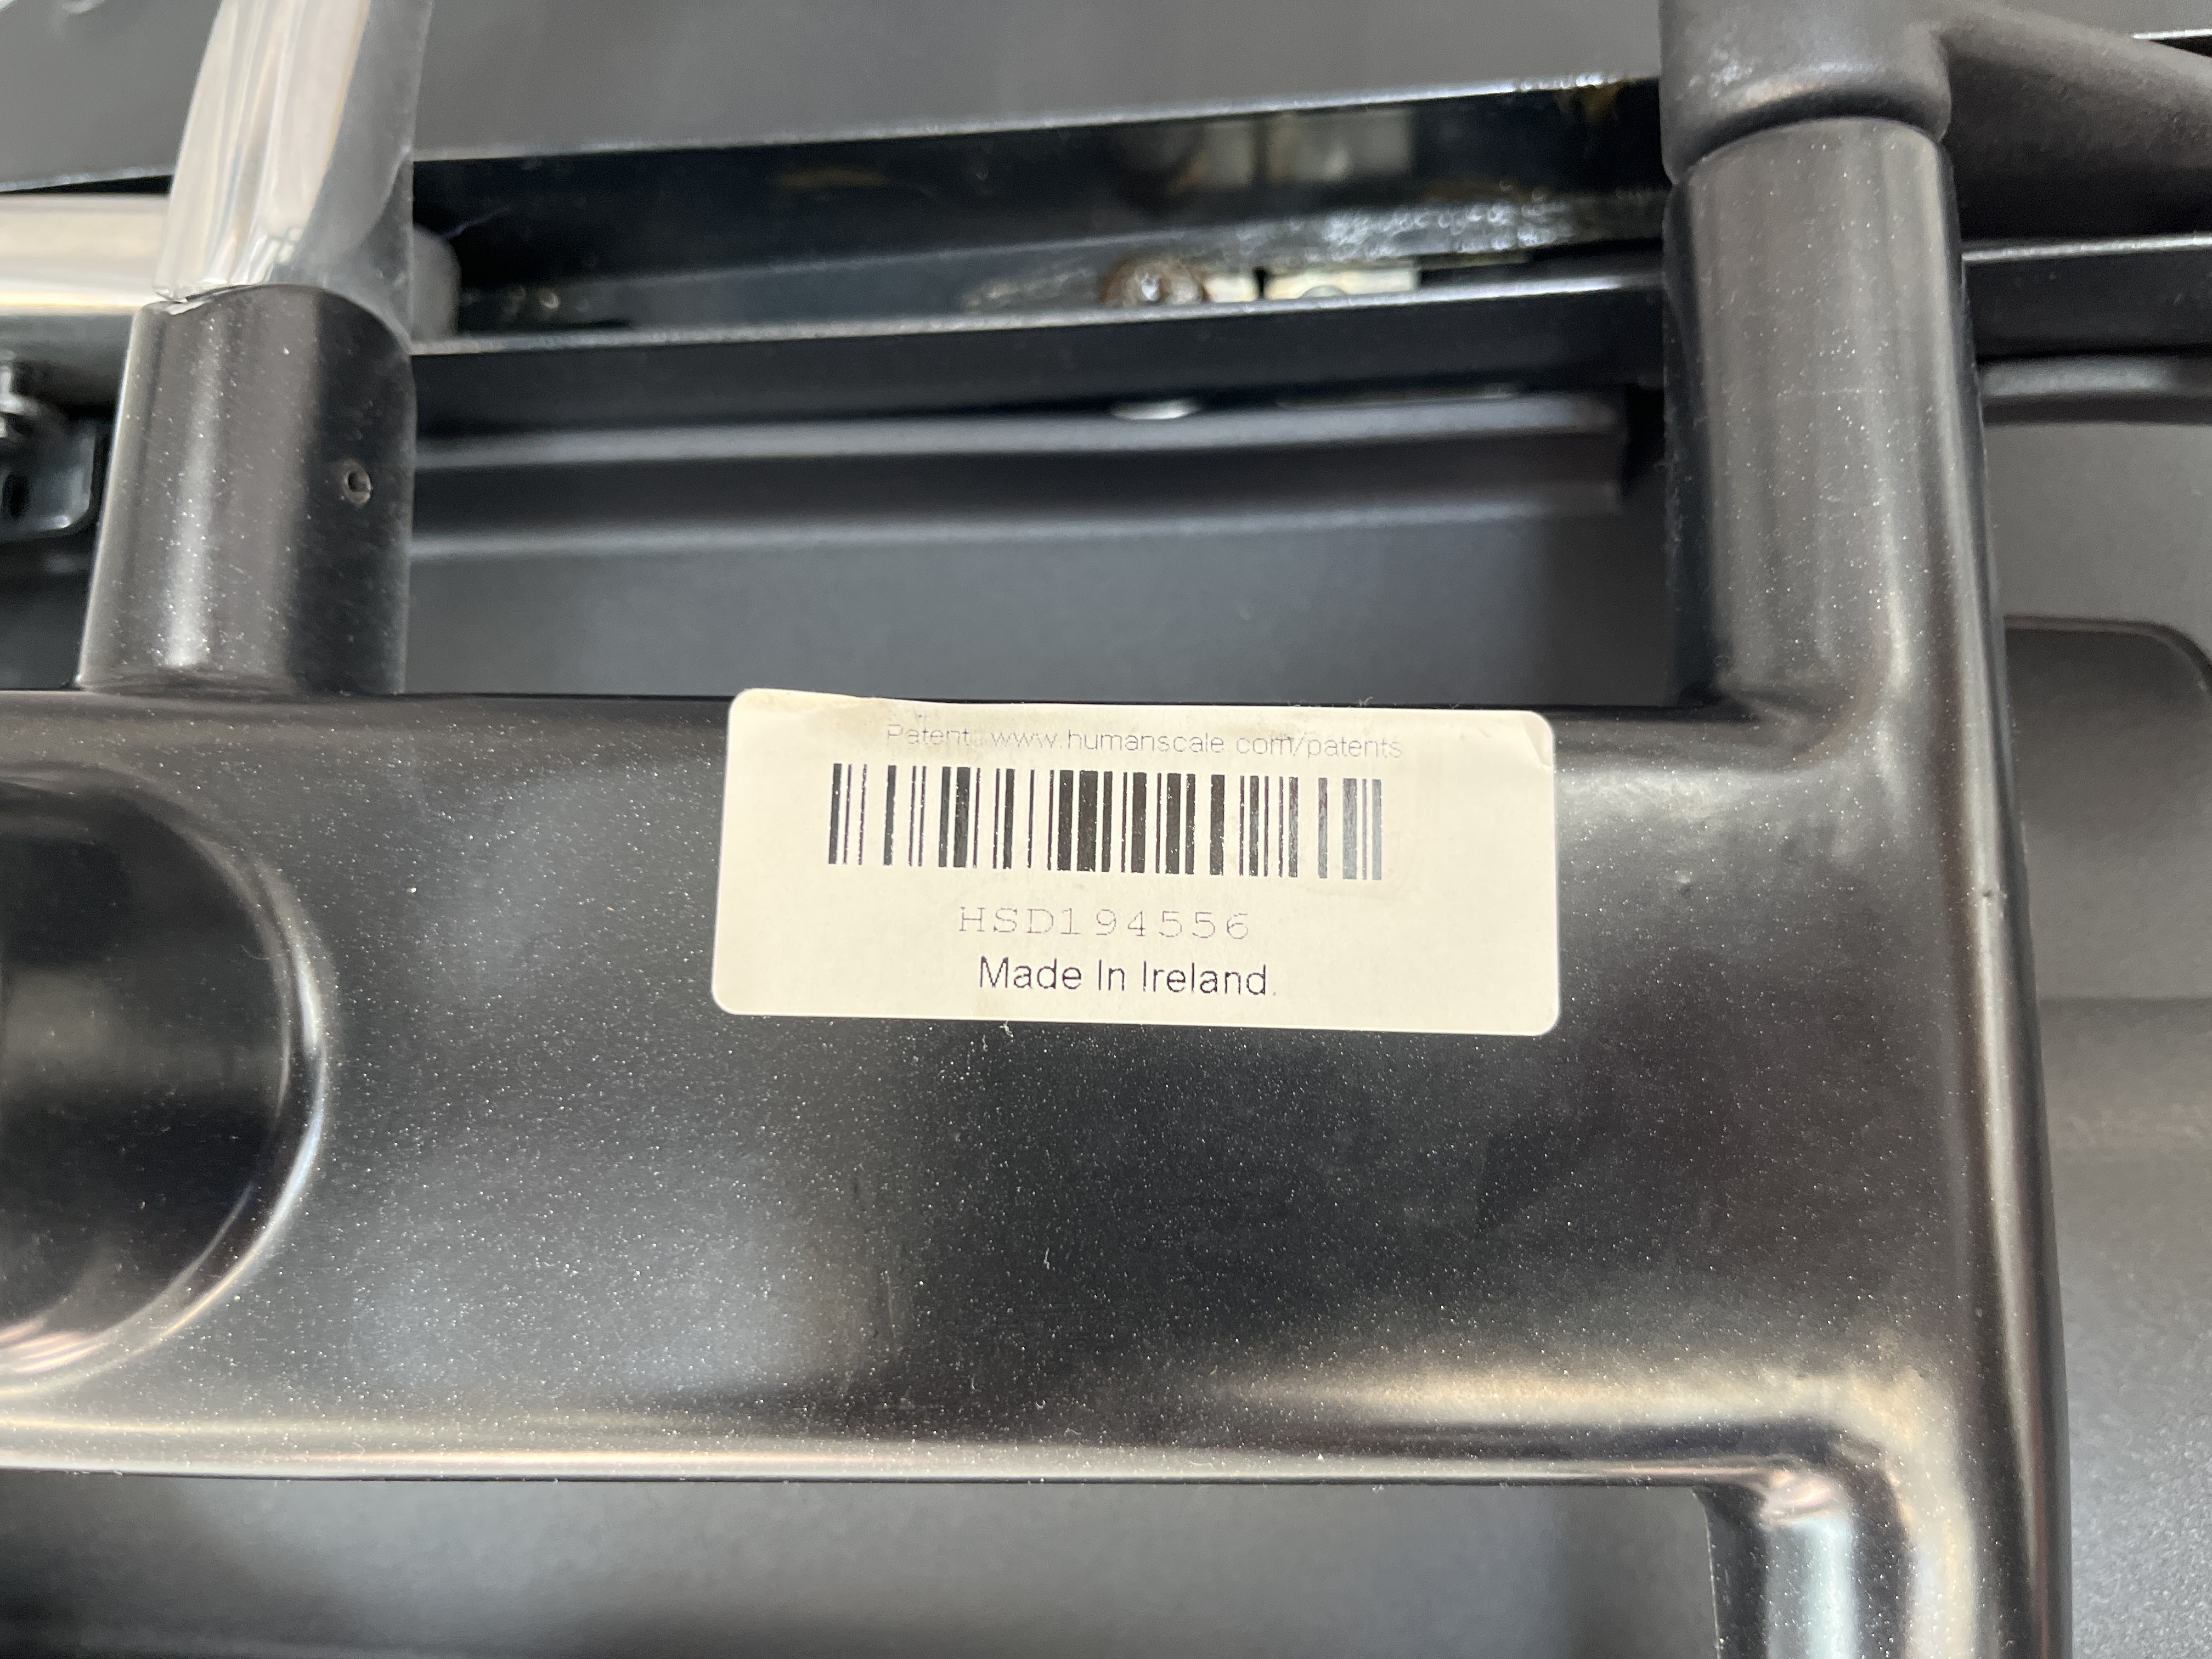 Patent: www.humanscale.com/patents
HSD194556
Made In Ireland.